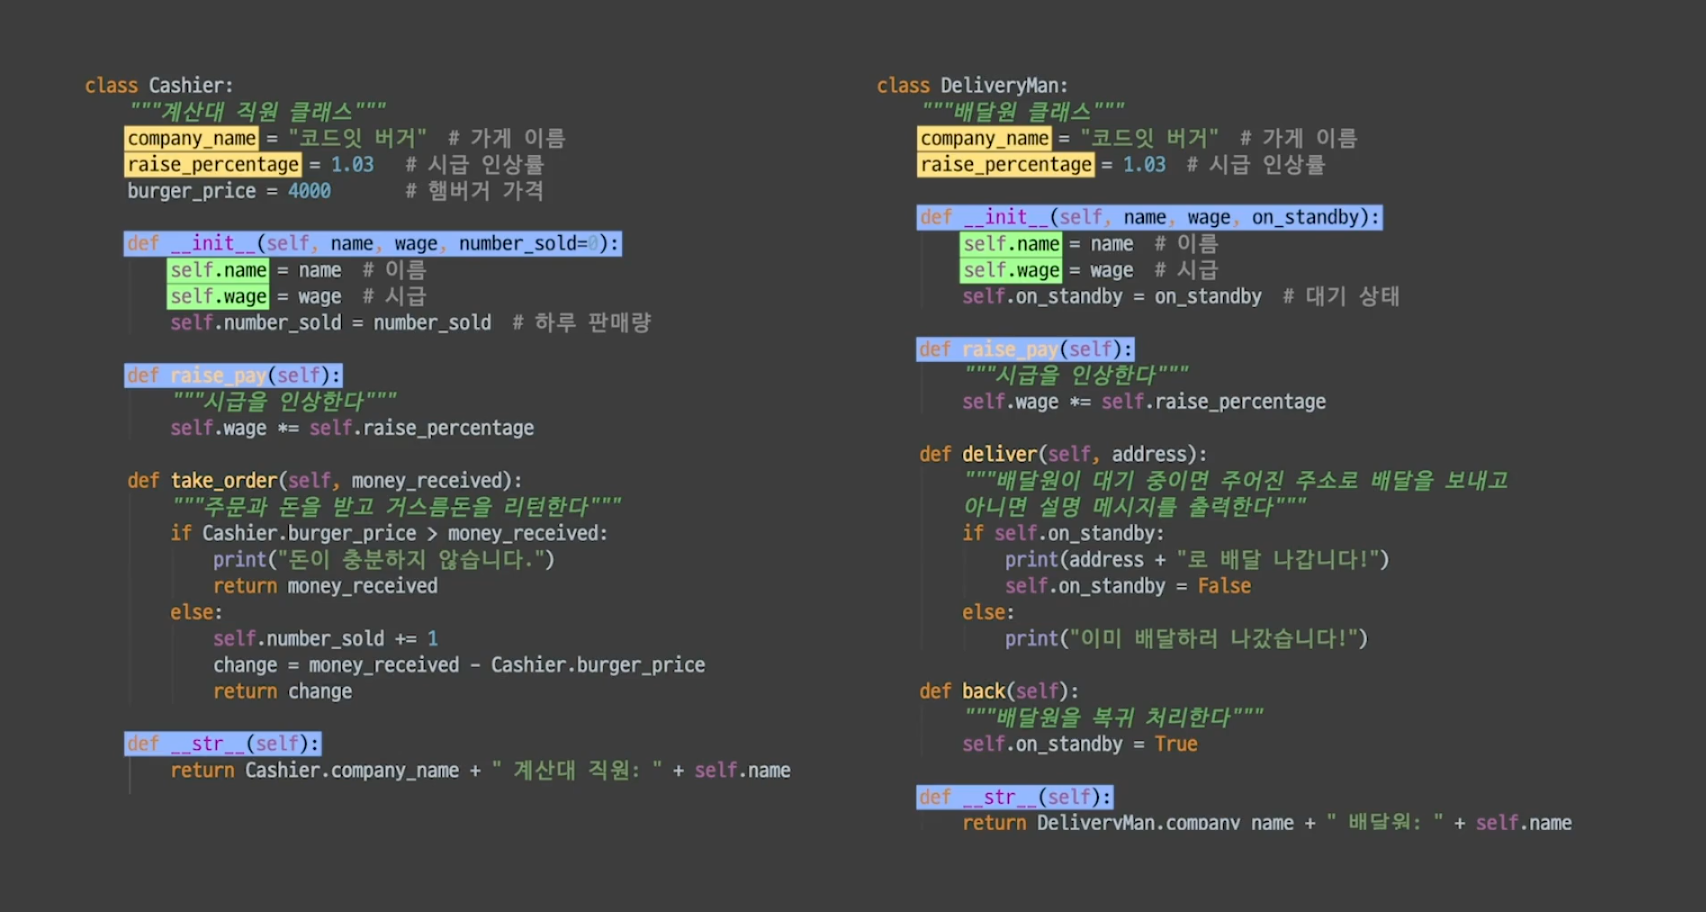 class Cashier:
"""계산대 직원 클래스"""
company_name = "코드잇 버거" # 가게 이름
raise_percentage = 1.03 # 시급 인상률
burger_price = 4000 # 햄버거 가격
def __init__(self, name, wage, number_sold=0):
self.name = name # 이름
self.wage = wage # 시급
self.number_sold = number_sold # 하루 판매량
def raise_pay(self):
"""시급을 인상한다"""
self.wage *= self.raise_percentage
def take_order(self, money_received):
"""주문과 돈을 받고 거스름돈을 리턴한다"""
if Cashier.burger_price > money_received:
print("돈이 충분하지 않습니다.")
return money_received
else:
self.number_sold += 1
change = money_received - Cashier.burger_price
return change
def __str__(self):
return Cashier.company_name + " 계산대 직원: " + self.name
class DeliveryMan:
"""배달원 클래스"""
company_name = "코드잇 버거" # 가게 이름
raise_percentage = 1.03 # 시급 인상률
def __init__(self, name, wage, on_standby):
self.name = name # 이름
self.wage = wage # 시급
self.on_standby = on_standby # 대기 상태
def raise_pay(self):
"""시급을 인상한다"""
self.wage *= self.raise_percentage
def deliver(self, address):
"""배달원이 대기 중이면 주어진 주소로 배달을 보내고
아니면 설명 메시지를 출력한다"""
if self.on_standby:
print(address + "로 배달 나갑니다!")
self.on_standby = False
else:
print("이미 배달하러 나갔습니다!")
def back(self):
"""배달원을 복귀 처리한다"""
self.on_standby = True
def __str__(self):
return DeliveryMan.company_name + " 배달원: " + self.name